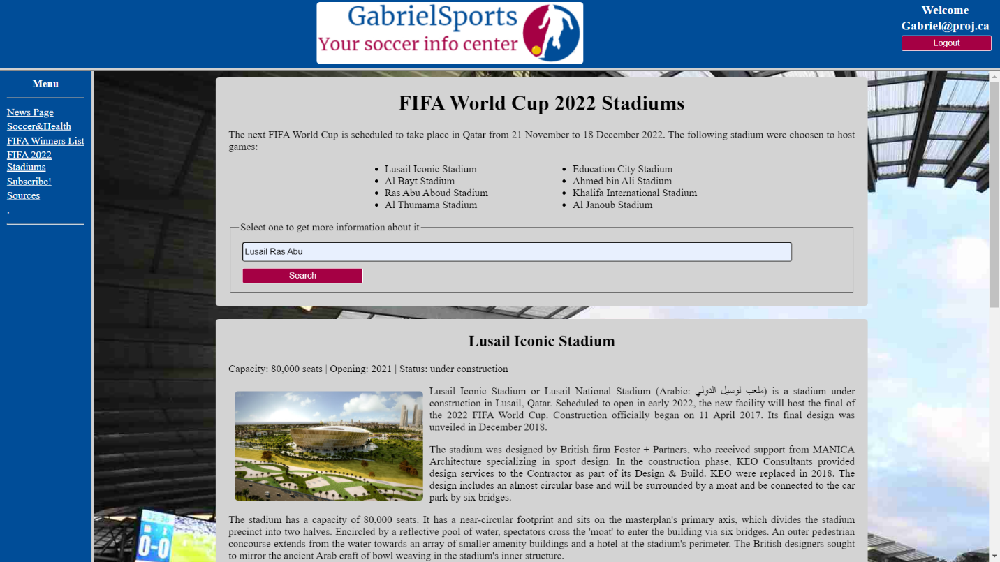 GabrielSports
Your soccer info center
Welcome
Gabriel@proj.ca
Logout
Menu
News Page
Soccer&Health
FIFA Winners List
FIFA 2022
Stadiums
Subscribe!
Sources
.
FIFA World Cup 2022 Stadiums
The next FIFA World Cup is scheduled to take place in Qatar from 21 November to 18 December 2022. The following stadium were choosen to host
games:
• Lusail Iconic Stadium
• Al Bayt Stadium
• Ras Abu Aboud Stadium
• Al Thumama Stadium
• Education City Stadium
• Ahmed bin Ali Stadium
• Khalifa International Stadium
• Al Janoub Stadium
Select one to get more information about it
Lusail Ras Abu
Search
Lusail Iconic Stadium
Capacity: 80,000 seats | Opening: 2021 | Status: under construction
Lusail Iconic Stadium or Lusail National Stadium (Arabic: ملعب لوسيل الدولي) is a stadium under
construction in Lusail, Qatar. Scheduled to open in early 2022, the new facility will host the final of
the 2022 FIFA World Cup. Construction officially began on 11 April 2017. Its final design was
unveiled in December 2018.
The stadium was designed by British firm Foster + Partners, who received support from MANICA
Architecture specializing in sport design. In the construction phase, KEO Consultants provided
design services to the Contractor as part of its Design & Build. KEO were replaced in 2018. The
design includes an almost circular base and will be surrounded by a moat and be connected to the car
park by six bridges.
The stadium has a capacity of 80,000 seats. It has a near-circular footprint and sits on the masterplan's primary axis, which divides the stadium
precinct into two halves. Encircled by a reflective pool of water, spectators cross the 'moat' to enter the building via six bridges. An outer pedestrian
concourse extends from the water towards an array of smaller amenity buildings and a hotel at the stadium's perimeter. The British designers sought
to mirror the ancient Arab craft of bowl weaving in the stadium's inner structure.
0-0